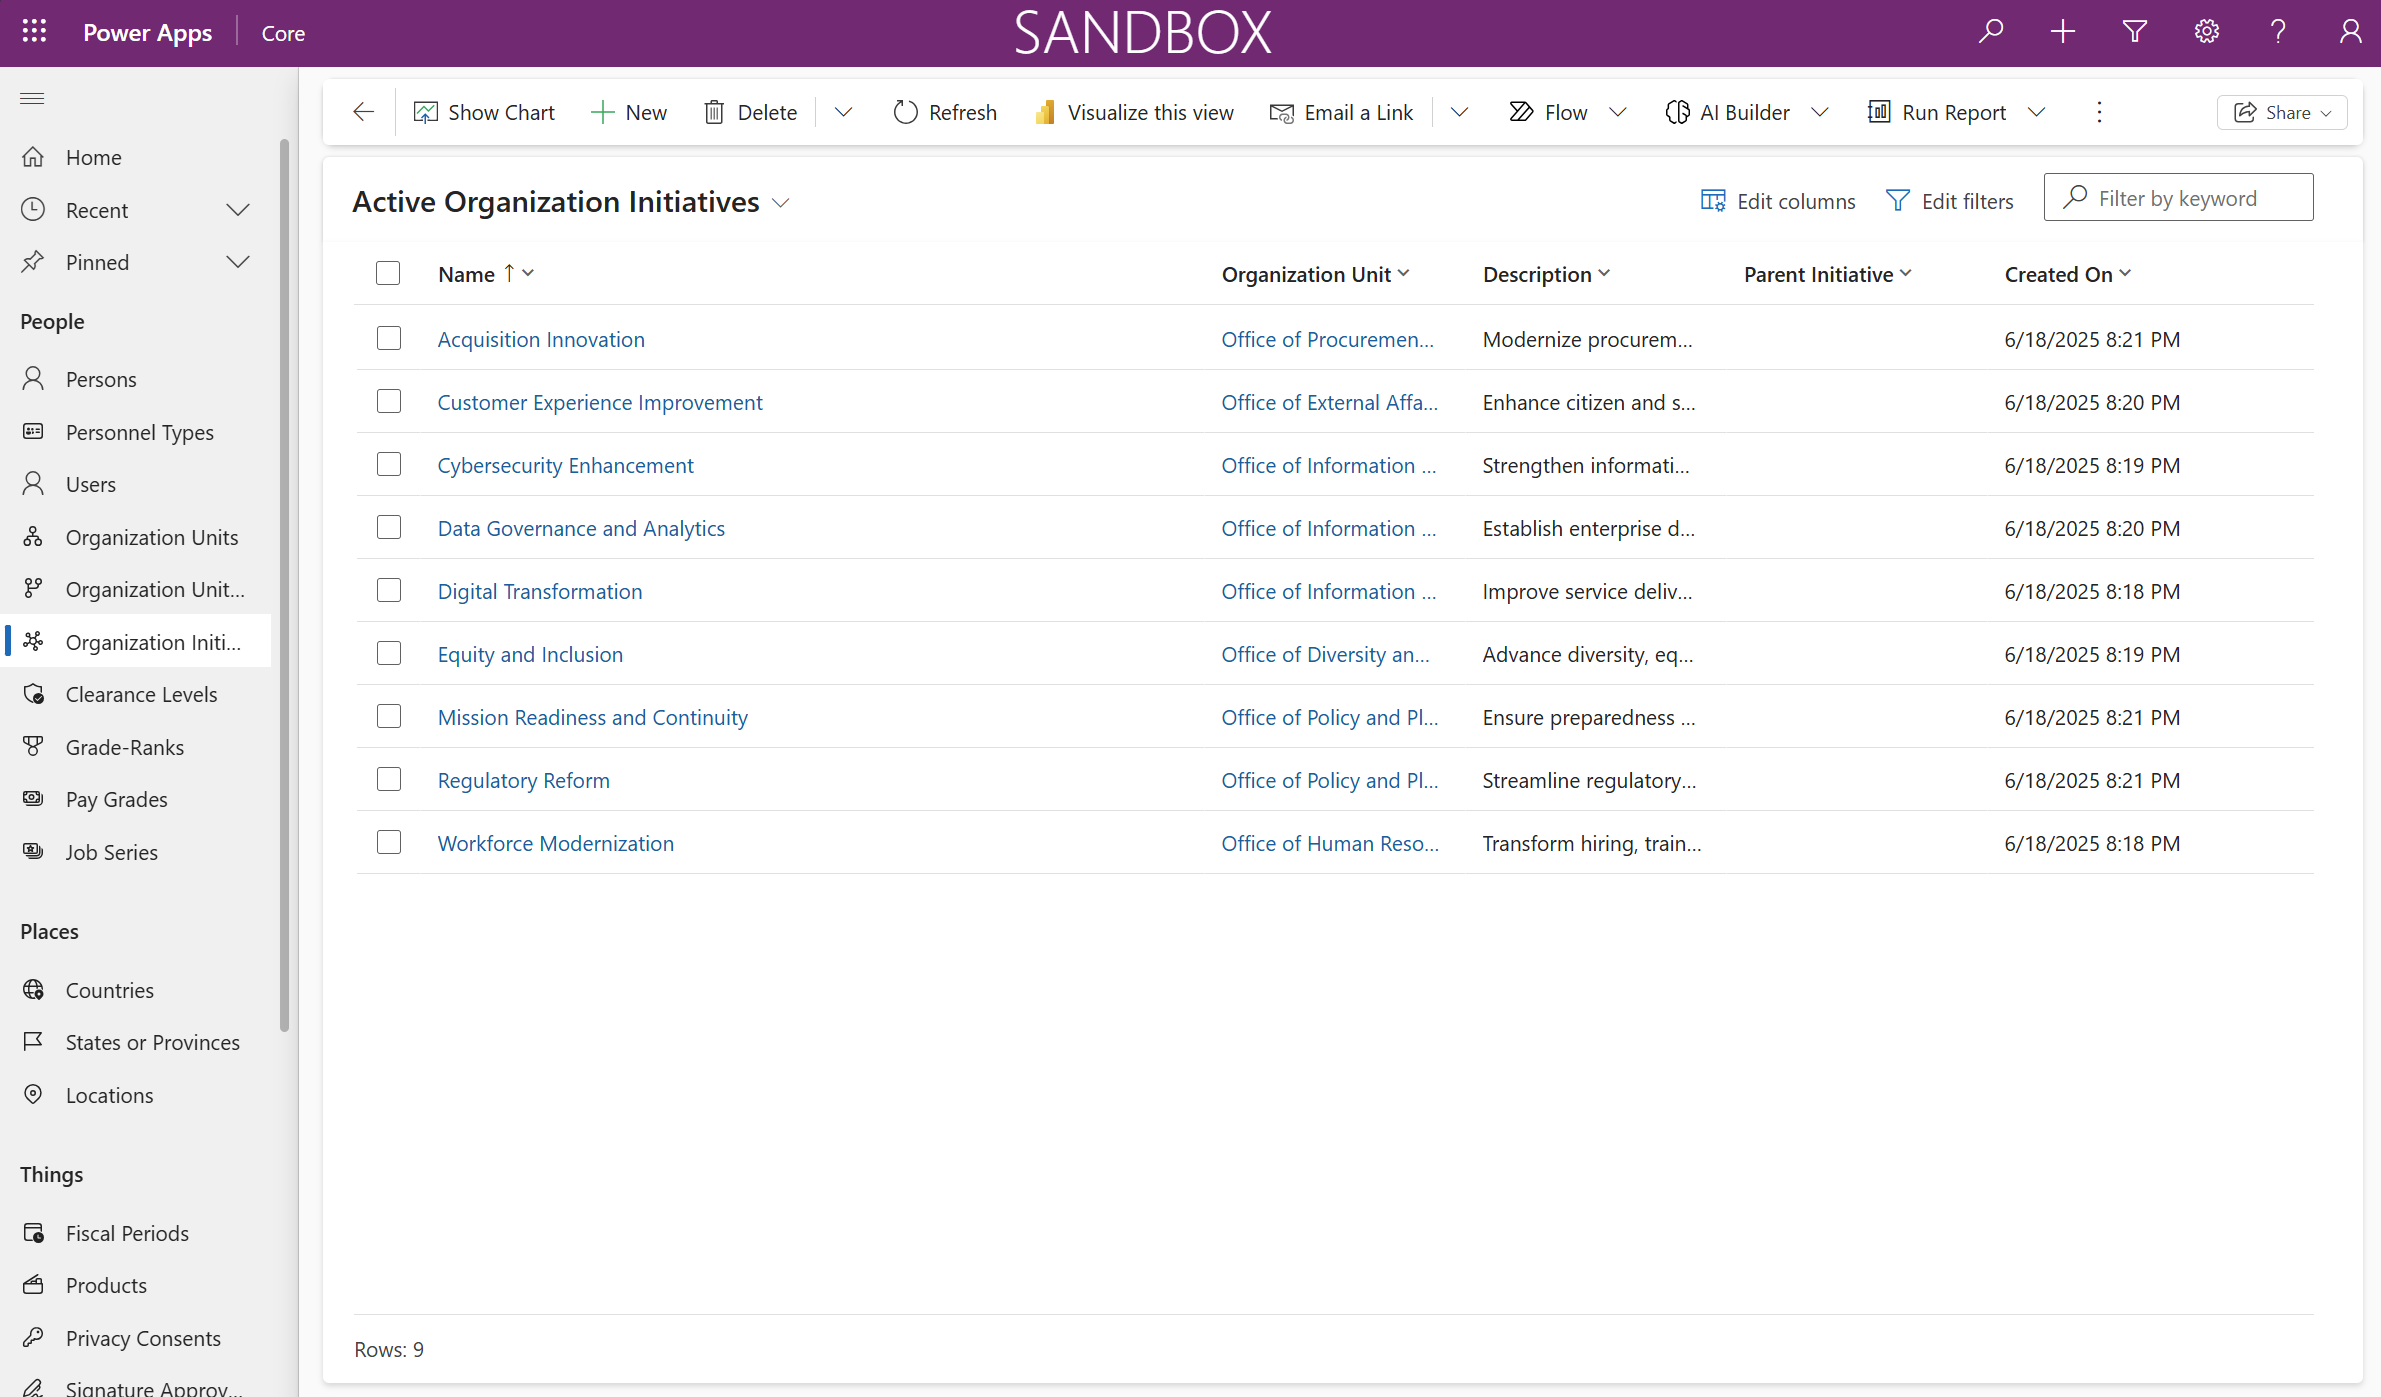 Power Apps Core SANDBOX
Show Chart New Delete Refresh Visualize this view Email a Link Flow AI Builder Run Report Share
Home
Recent
Pinned
People
Persons
Personnel Types
Users
Organization Units
Organization Unit...
Organization Initi...
Clearance Levels
Grade-Ranks
Pay Grades
Job Series
Places
Countries
States or Provinces
Locations
Things
Fiscal Periods
Products
Privacy Consents
Signature Approv...
Active Organization Initiatives Edit columns Edit filters Filter by keyword
Name Organization Unit Description Parent Initiative Created On
Acquisition Innovation Office of Procuremen... Modernize procurem... 6/18/2025 8:21 PM
Customer Experience Improvement Office of External Affa... Enhance citizen and s... 6/18/2025 8:20 PM
Cybersecurity Enhancement Office of Information ... Strengthen informati... 6/18/2025 8:19 PM
Data Governance and Analytics Office of Information ... Establish enterprise d... 6/18/2025 8:20 PM
Digital Transformation Office of Information ... Improve service deliv... 6/18/2025 8:18 PM
Equity and Inclusion Office of Diversity an... Advance diversity, eq... 6/18/2025 8:19 PM
Mission Readiness and Continuity Office of Policy and Pl... Ensure preparedness ... 6/18/2025 8:21 PM
Regulatory Reform Office of Policy and Pl... Streamline regulatory... 6/18/2025 8:21 PM
Workforce Modernization Office of Human Reso... Transform hiring, train... 6/18/2025 8:18 PM
Rows: 9